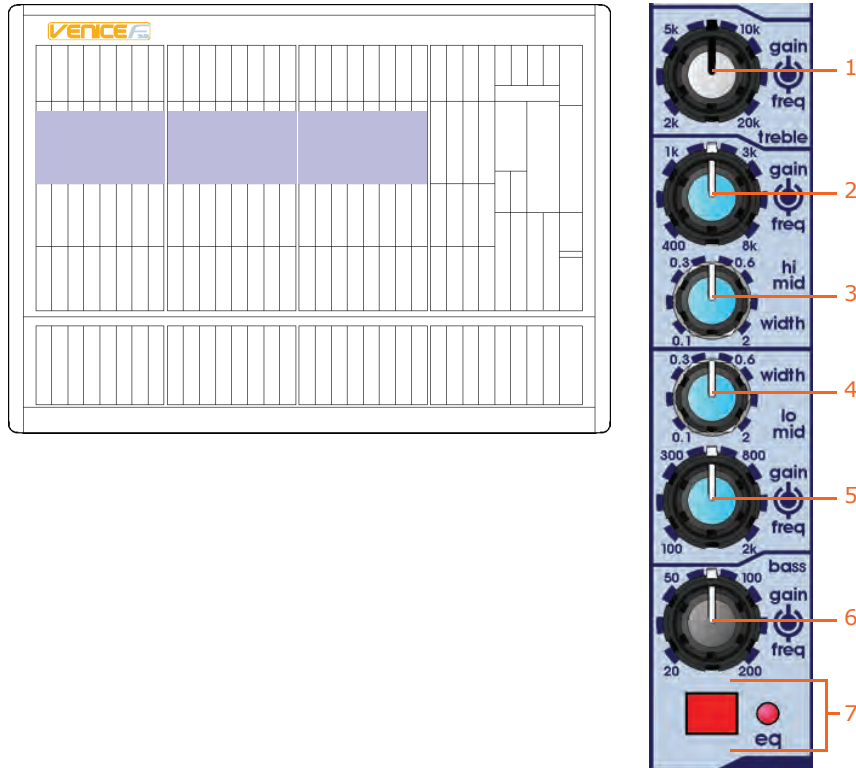 VENICE F
5k 10k
gain
1
freq
2k 20k
treble
1k 3k
gain
2
freq
400 8k
0.3 0.6
hi
mid
3
width
0.1 2
0.3 0.6
width
4
lo
mid
0.1 2
300 800
gain
5
freq
100 2k
bass
50 100
gain
6
freq
20 200
7
eq